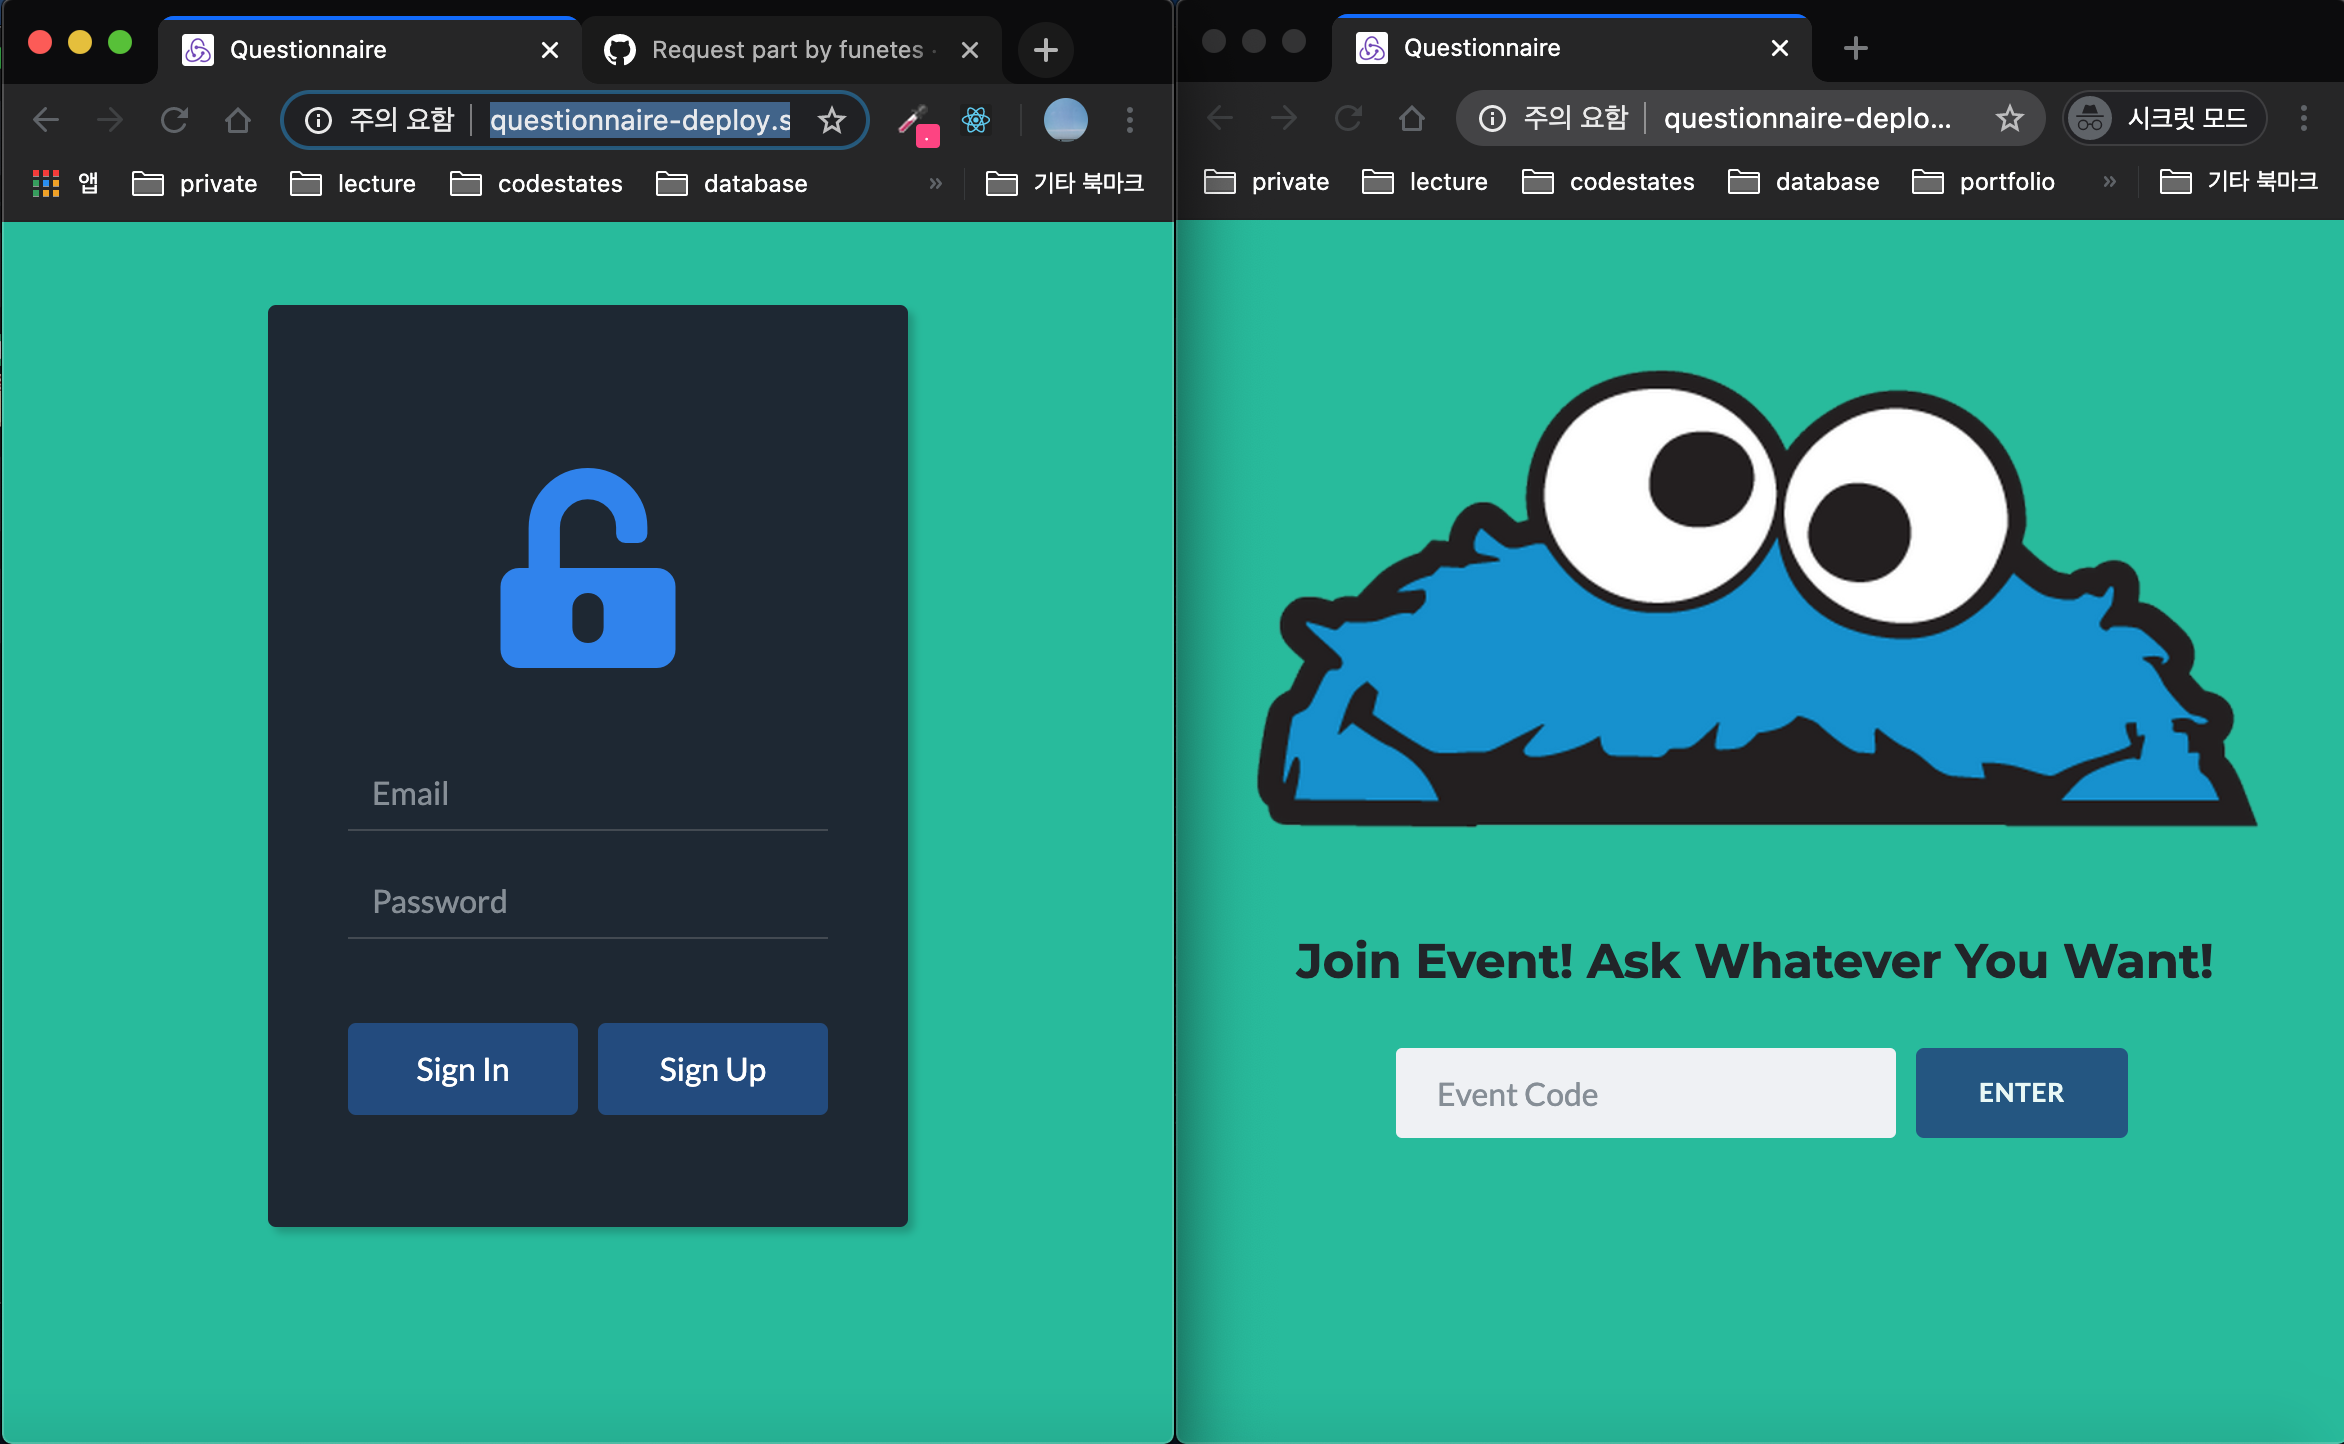 Questionnaire
Request part by funetes ·
주의 요함
questionnaire-deploy.s
앱
private
lecture
codestates
database
»
기타 북마크
Email
Password
Sign In
Sign Up
Questionnaire
주의 요함
questionnaire-deplo...
시크릿 모드
private
lecture
codestates
database
portfolio
»
기타 북마크
Join Event! Ask Whatever You Want!
Event Code
ENTER